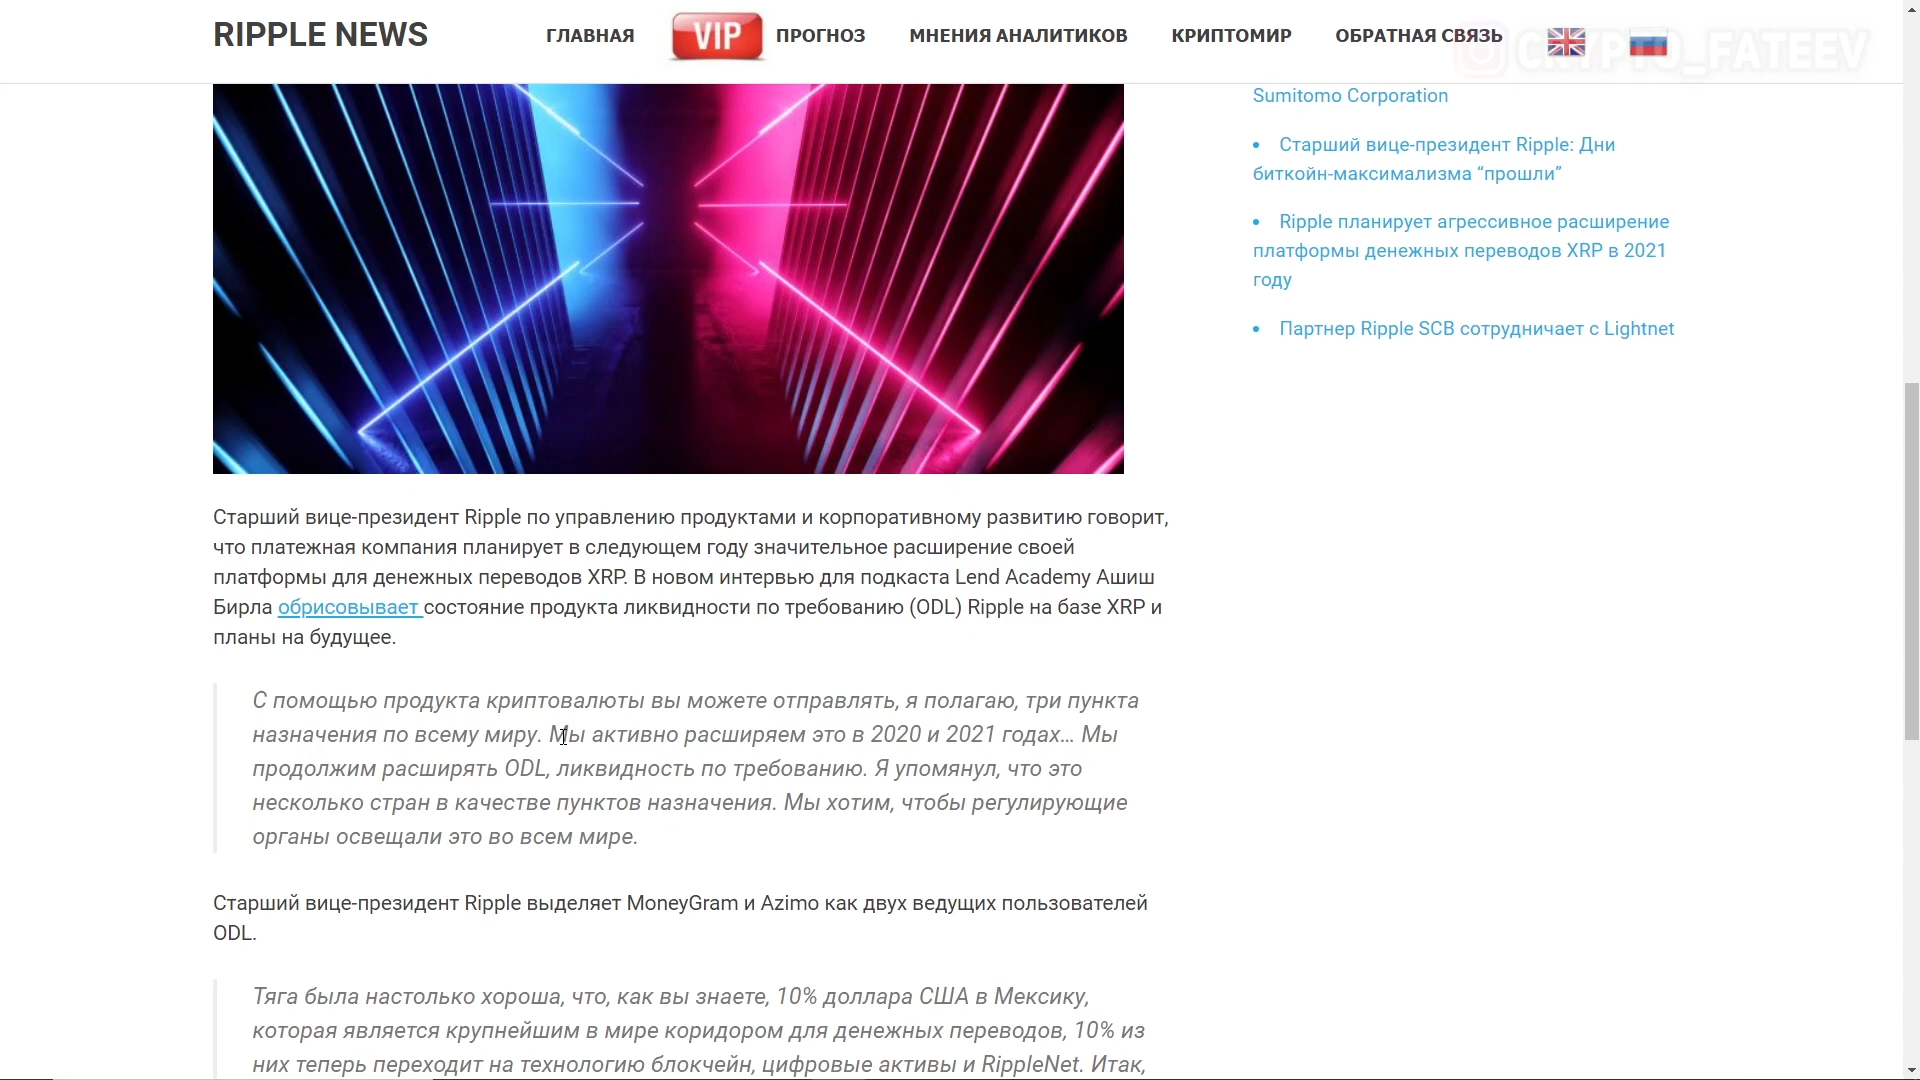 RIPPLE NEWS
ГЛАВНАЯ
VIP
ПРОГНОЗ
МНЕНИЯ АНАЛИТИКОВ
КРИПТОМИР
ОБРАТНАЯ СВЯЗЬ
CRYPTO_FATEEV
Старший вице-президент Ripple по управлению продуктами и корпоративному развитию говорит,
что платежная компания планирует в следующем году значительное расширение своей
платформы для денежных переводов XRP. В новом интервью для подкаста Lend Academy Ашиш
Бирла обрисовывает состояние продукта ликвидности по требованию (ODL) Ripple на базе XRP и
планы на будущее.
С помощью продукта криптовалюты вы можете отправлять, я полагаю, три пункта
назначения по всему миру. Мы активно расширяем это в 2020 и 2021 годах… Мы
продолжим расширять ODL, ликвидность по требованию. Я упомянул, что это
несколько стран в качестве пунктов назначения. Мы хотим, чтобы регулирующие
органы освещали это во всем мире.
Старший вице-президент Ripple выделяет MoneyGram и Azimo как двух ведущих пользователей
ODL.
Тяга была настолько хороша, что, как вы знаете, 10% доллара США в Мексику,
которая является крупнейшим в мире коридором для денежных переводов, 10% из
них теперь переходит на технологию блокчейн, цифровые активы и RippleNet. Итак,
Sumitomo Corporation
• Старший вице-президент Ripple: Дни
биткойн-максимализма “прошли”
• Ripple планирует агрессивное расширение
платформы денежных переводов XRP в 2021
году
• Партнер Ripple SCB сотрудничает с Lightnet